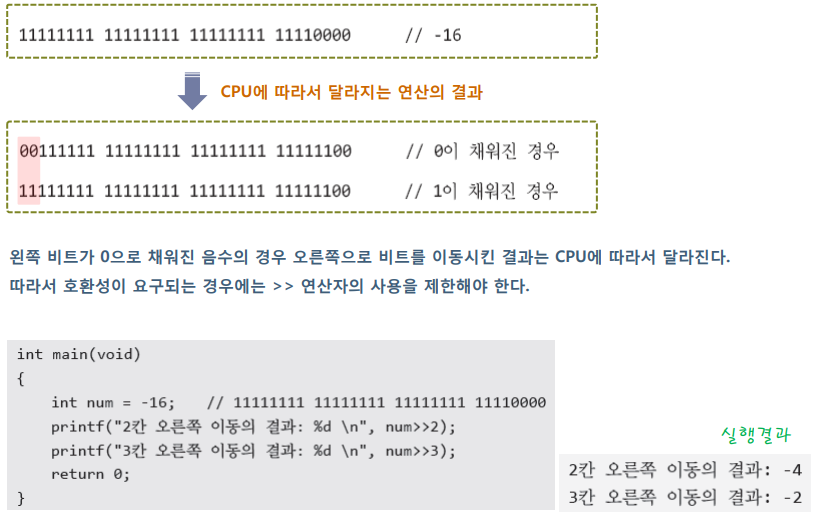 11111111 11111111 11111111 11110000 // -16
CPU에 따라서 달라지는 연산의 결과
00111111 11111111 11111111 11111100 // 0이 채워진 경우
11111111 11111111 11111111 11111100 // 1이 채워진 경우
왼쪽 비트가 0으로 채워진 음수의 경우 오른쪽으로 비트를 이동시킨 결과는 CPU에 따라서 달라진다.
따라서 호환성이 요구되는 경우에는 >> 연산자의 사용을 제한해야 한다.
int main(void)
{
int num = -16; // 11111111 11111111 11111111 11110000
printf("2칸 오른쪽 이동의 결과: %d \n", num>>2);
printf("3칸 오른쪽 이동의 결과: %d \n", num>>3);
return 0;
}
실행결과
2칸 오른쪽 이동의 결과: -4
3칸 오른쪽 이동의 결과: -2